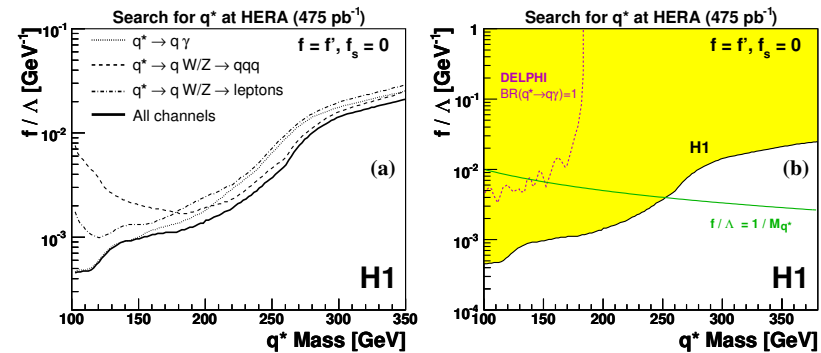 Search for q* at HERA (475 pb⁻¹)
f / Λ [GeV⁻¹]
q* → q γ
q* → q W/Z → qqq
q* → q W/Z → leptons
All channels
f = f', fₛ = 0
(a)
H1
10⁻¹
10⁻²
10⁻³
100 150 200 250 300 350
q* Mass [GeV]
Search for q* at HERA (475 pb⁻¹)
f / Λ [GeV⁻¹]
f = f', fₛ = 0
DELPHI
BR(q*→qγ)=1
H1
(b)
f / Λ = 1 / M_q*
H1
1
10⁻¹
10⁻²
10⁻³
10⁻⁴
100 150 200 250 300 350
q* Mass [GeV]